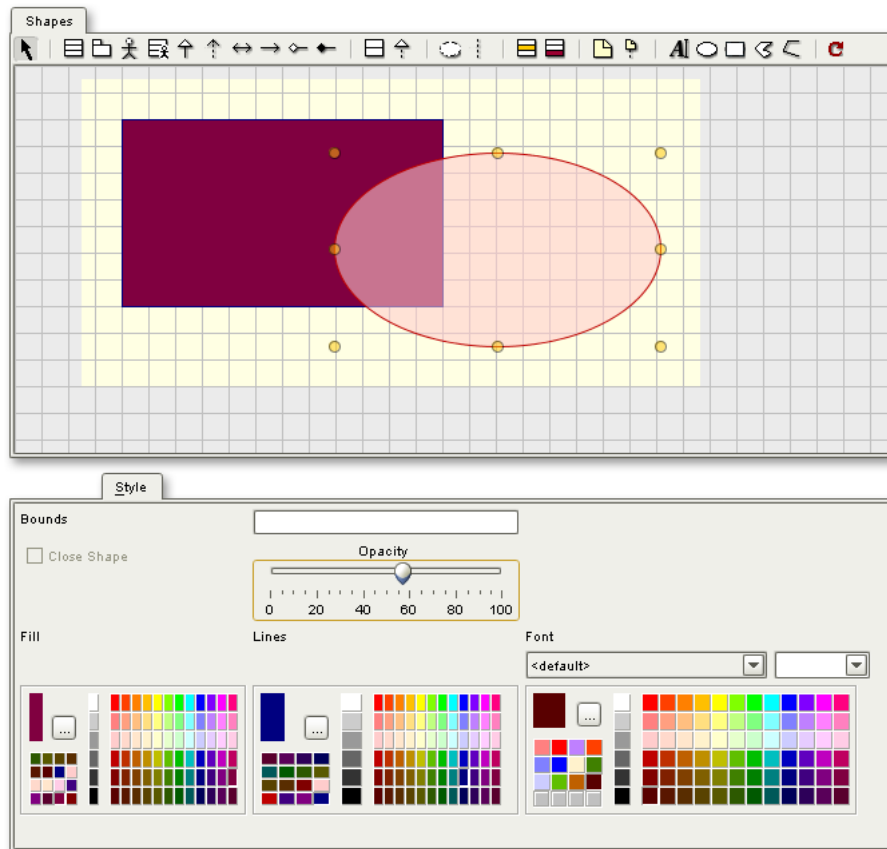 Shapes
A
Style
Bounds
Close Shape
Opacity
0 20 40 60 80 100
Fill
Lines
Font
<default>
...
...
...